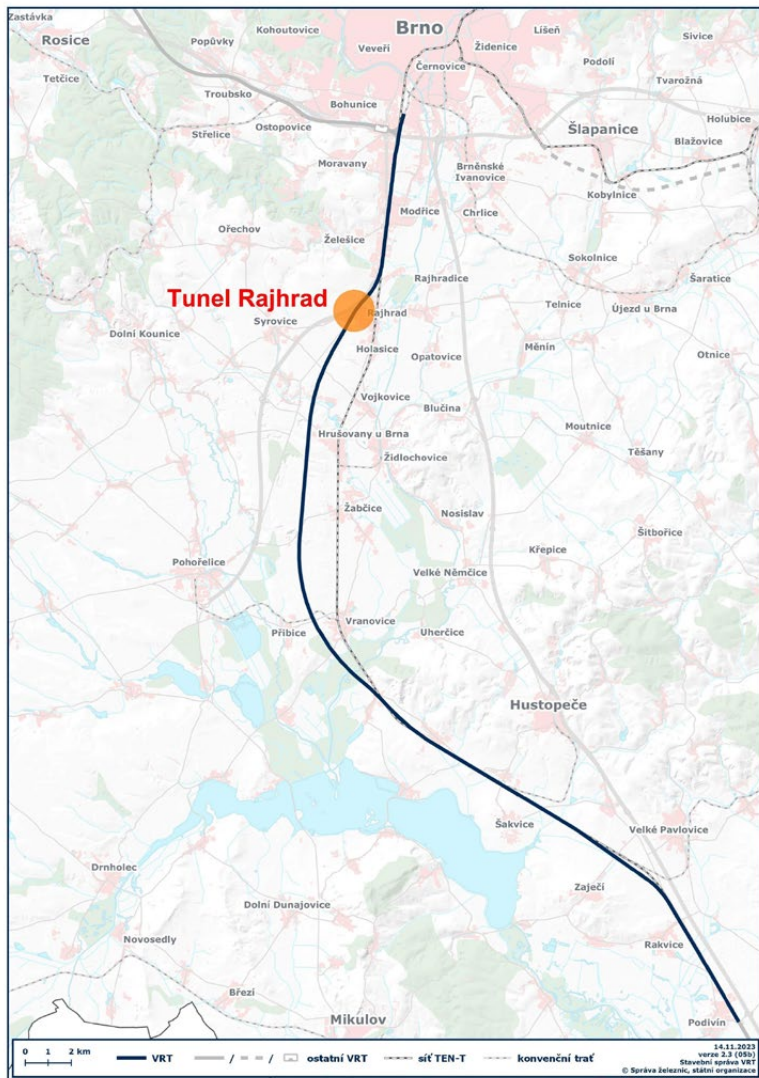 Zastávka
Rosice
Tetčice
Popůvky
Kohoutovice
Brno
Veveří
Židenice
Líšeň
Sivice
Černovice
Podolí
Tvarožná
Troubsko
Bohunice
Holubice
Střelice
Ostopovice
Šlapanice
Blažovice
Moravany
Brněnské
Ivanovice
Kobylnice
Modřice
Chrlice
Ořechov
Želešice
Sokolnice
Rajhradice
Šaratice
Tunel Rajhrad
Telnice
Újezd u Brna
Rajhrad
Syrovice
Dolní Kounice
Holasice
Opatovice
Měnín
Otnice
Vojkovice
Blučina
Moutnice
Hrušovany u Brna
Těšany
Židlochovice
Žabčice
Nosislav
Šitbořice
Křepice
Pohořelice
Velké Němčice
Vranovice
Přibice
Uherčice
Hustopeče
Šakvice
Velké Pavlovice
Drnholec
Zaječí
Dolní Dunajovice
Novosedly
Rakvice
Březí
Mikulov
Podivín
0 1 2 km
VRT
/ / ostatní VRT
síť TEN-T
konvenční trať
14.11.2023
verze 2.3 (05b)
Stavební správa VRT
© Správa železnic, státní organizace